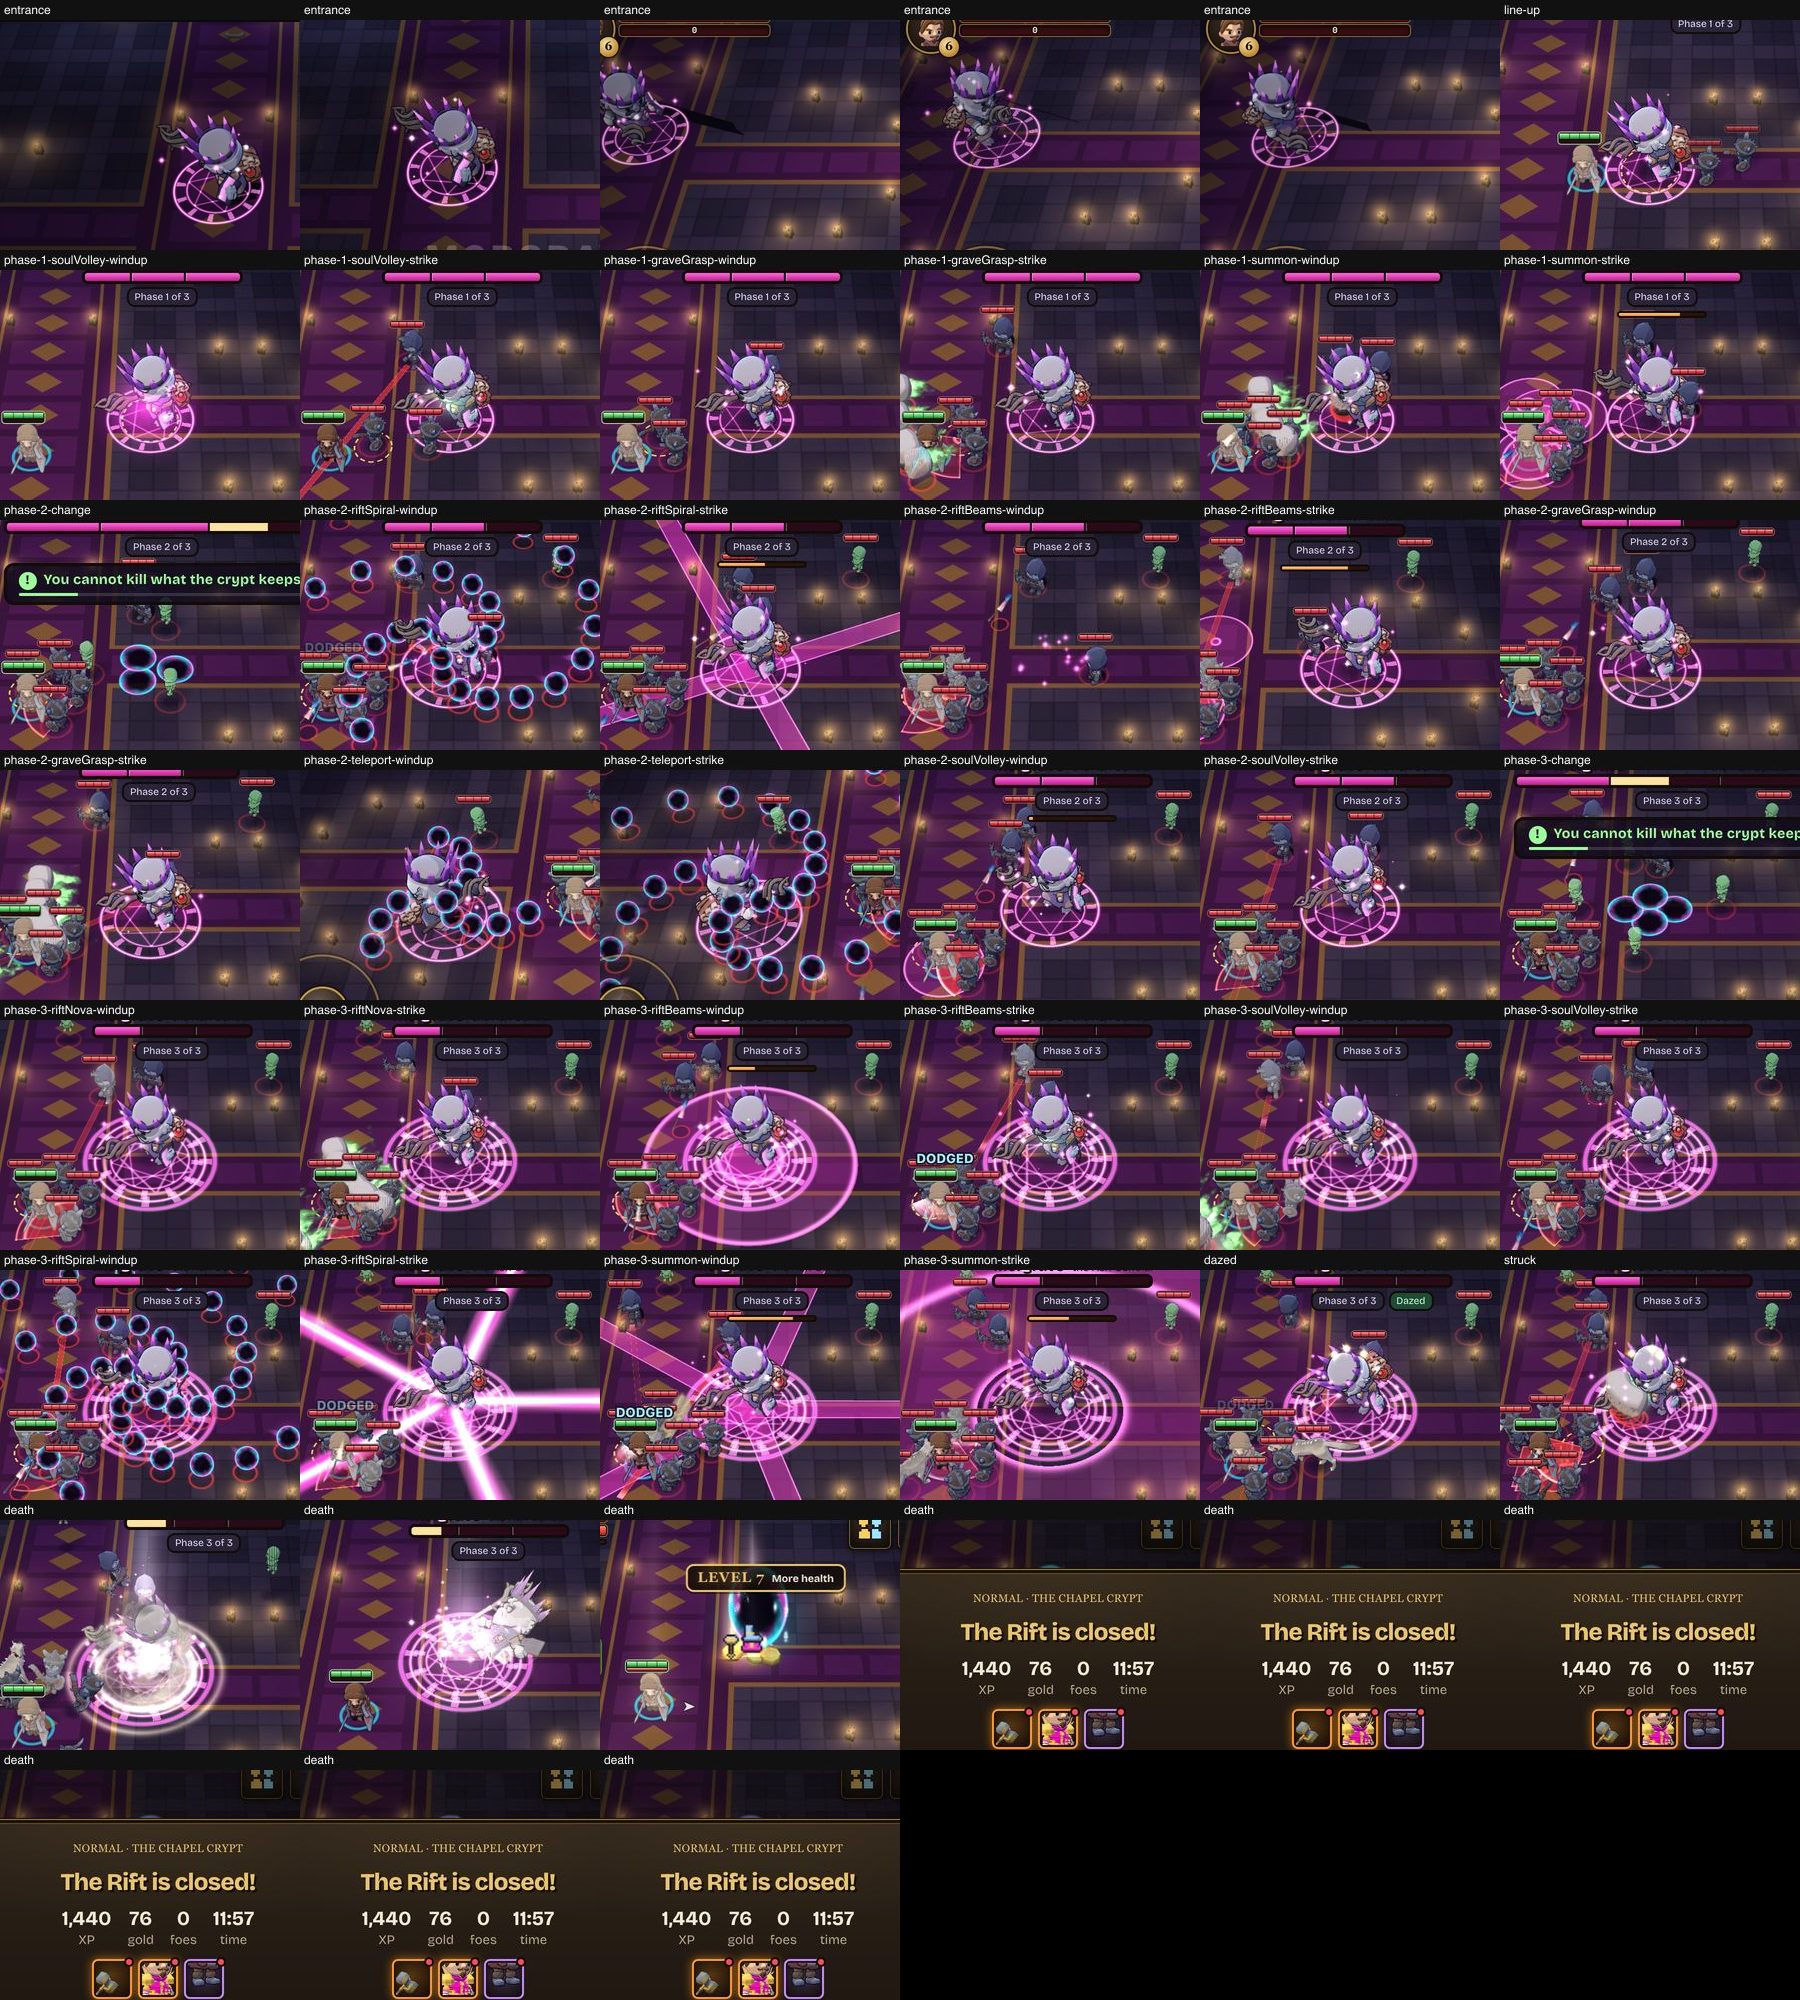 entrance
entrance
entrance
entrance
entrance
line-up
0
0
0
6
6
6
Phase 1 of 3
phase-1-soulVolley-windup
phase-1-soulVolley-strike
phase-1-graveGrasp-windup
phase-1-graveGrasp-strike
phase-1-summon-windup
phase-1-summon-strike
Phase 1 of 3
Phase 1 of 3
Phase 1 of 3
Phase 1 of 3
Phase 1 of 3
Phase 1 of 3
phase-2-change
phase-2-riftSpiral-windup
phase-2-riftSpiral-strike
phase-2-riftBeams-windup
phase-2-riftBeams-strike
phase-2-graveGrasp-windup
Phase 2 of 3
Phase 2 of 3
Phase 2 of 3
Phase 2 of 3
Phase 2 of 3
Phase 2 of 3
! You cannot kill what the crypt keeps
DODGED
phase-2-graveGrasp-strike
phase-2-teleport-windup
phase-2-teleport-strike
phase-2-soulVolley-windup
phase-2-soulVolley-strike
phase-3-change
Phase 2 of 3
Phase 2 of 3
Phase 2 of 3
Phase 3 of 3
! You cannot kill what the crypt keep
phase-3-riftNova-windup
phase-3-riftNova-strike
phase-3-riftBeams-windup
phase-3-riftBeams-strike
phase-3-soulVolley-windup
phase-3-soulVolley-strike
Phase 3 of 3
Phase 3 of 3
Phase 3 of 3
Phase 3 of 3
Phase 3 of 3
Phase 3 of 3
DODGED
phase-3-riftSpiral-windup
phase-3-riftSpiral-strike
phase-3-summon-windup
phase-3-summon-strike
dazed
struck
Phase 3 of 3
Phase 3 of 3
Phase 3 of 3
Phase 3 of 3
Phase 3 of 3 Dazed
Phase 3 of 3
DODGED
DODGED
DODGED
death
death
death
death
death
death
Phase 3 of 3
Phase 3 of 3
LEVEL 7 More health
NORMAL · THE CHAPEL CRYPT
The Rift is closed!
1,440 76 0 11:57
XP gold foes time
NORMAL · THE CHAPEL CRYPT
The Rift is closed!
1,440 76 0 11:57
XP gold foes time
NORMAL · THE CHAPEL CRYPT
The Rift is closed!
1,440 76 0 11:57
XP gold foes time
death
death
death
NORMAL · THE CHAPEL CRYPT
The Rift is closed!
1,440 76 0 11:57
XP gold foes time
NORMAL · THE CHAPEL CRYPT
The Rift is closed!
1,440 76 0 11:57
XP gold foes time
NORMAL · THE CHAPEL CRYPT
The Rift is closed!
1,440 76 0 11:57
XP gold foes time